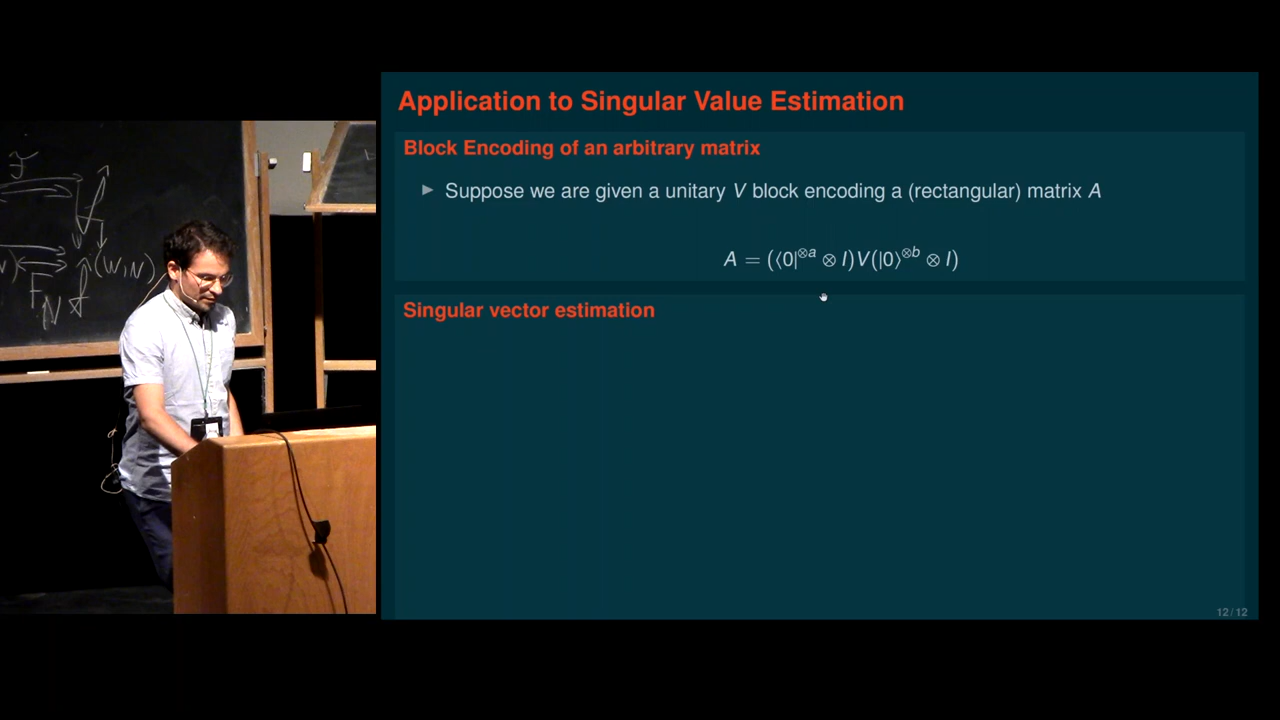 Application to Singular Value Estimation
Block Encoding of an arbitrary matrix
▶ Suppose we are given a unitary V block encoding a (rectangular) matrix A
A = (⟨0|^{⊗a} ⊗ I)V(|0⟩^{⊗b} ⊗ I)
Singular vector estimation
12 / 12
(W,N)
F_N